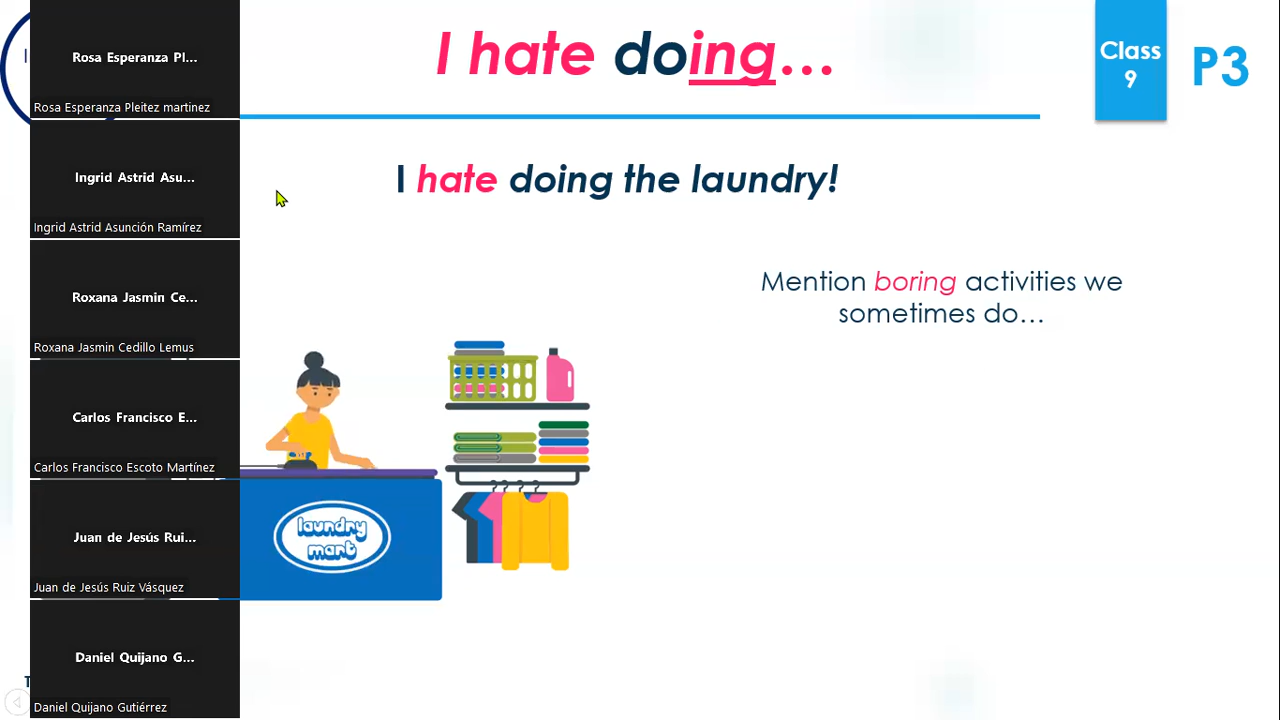 Rosa Esperanza Pl...
Rosa Esperanza Pleitez martinez
Ingrid Astrid Asu...
Ingrid Astrid Asunción Ramírez
Roxana Jasmin Ce...
Roxana Jasmin Cedillo Lemus
Carlos Francisco E...
Carlos Francisco Escoto Martínez
Juan de Jesús Rui...
Juan de Jesús Ruiz Vásquez
Daniel Quijano G...
Daniel Quijano Gutiérrez
I hate doing...
Class
9
P3
I hate doing the laundry!
Mention boring activities we
sometimes do...
laundry
mart